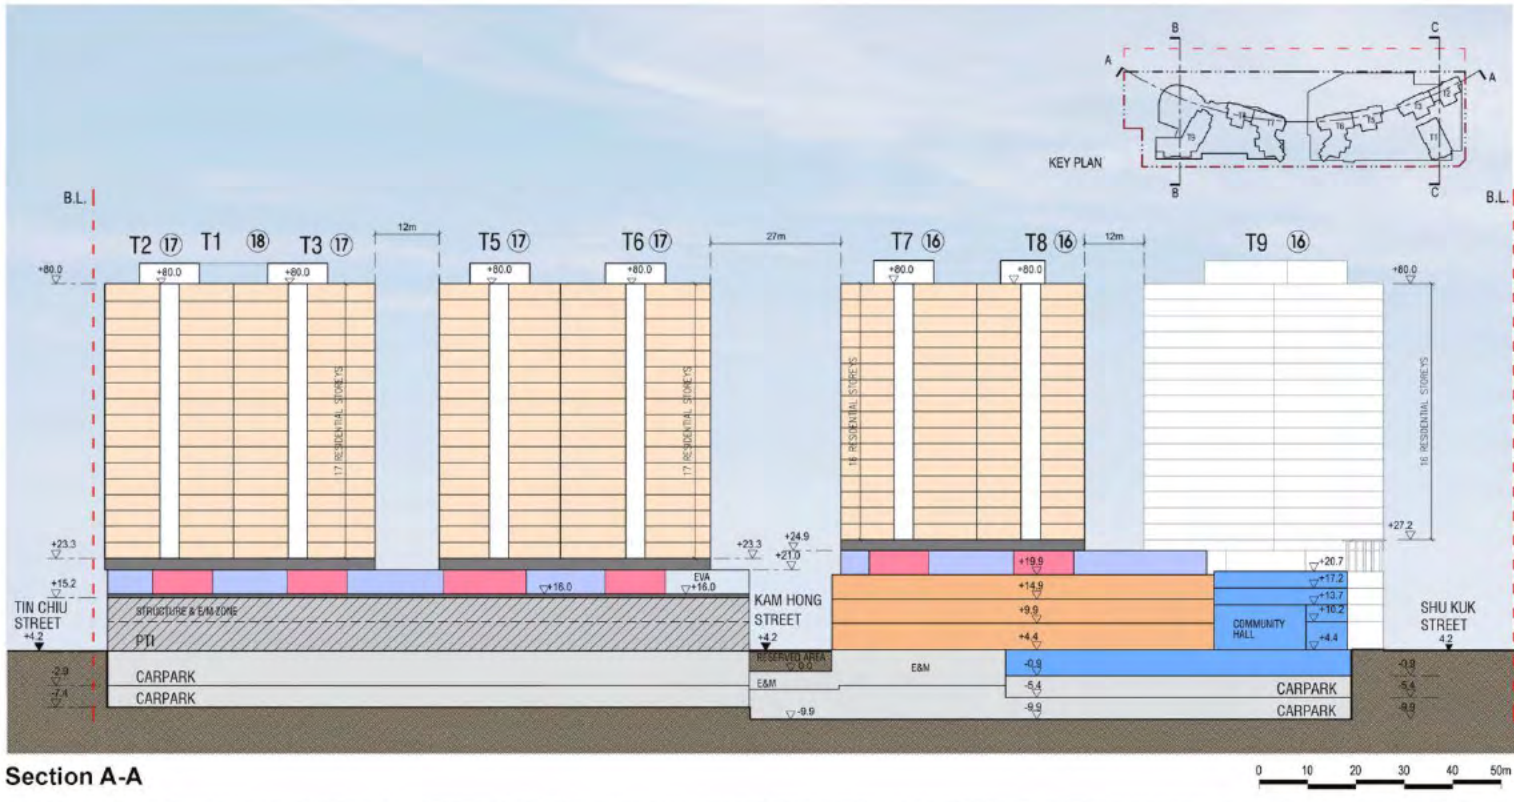 B
C
A
A
T9
T8
T7
T6
T5
T3
T2
T1
KEY PLAN
B
C
B.L.
B.L.
T2 ⑰
T1 ⑱
T3 ⑰
12m
T5 ⑰
T6 ⑰
27m
T7 ⑯
T8 ⑯
12m
T9 ⑯
+80.0
+80.0
+80.0
+80.0
+80.0
+80.0
+80.0
+80.0
17 RESIDENTIAL STOREYS
17 RESIDENTIAL STOREYS
16 RESIDENTIAL STOREYS
16 RESIDENTIAL STOREYS
+23.3
+23.3
+24.9
+21.0
+27.2
+15.2
+16.0
EVA
+16.0
+19.9
+20.7
+17.2
+14.9
+13.7
+10.2
+9.9
+4.4
+4.4
TIN CHIU
STREET
+4.2
STRUCTURE & E/M ZONE
PTI
KAM HONG
STREET
+4.2
COMMUNITY
HALL
SHU KUK
STREET
4.2
RESERVED AREA
0.0
E&M
E&M
-2.9
CARPARK
-7.4
CARPARK
-0.9
-0.9
-5.4
CARPARK
-5.4
-9.9
-9.9
CARPARK
-9.9
Section A-A
0 10 20 30 40 50m